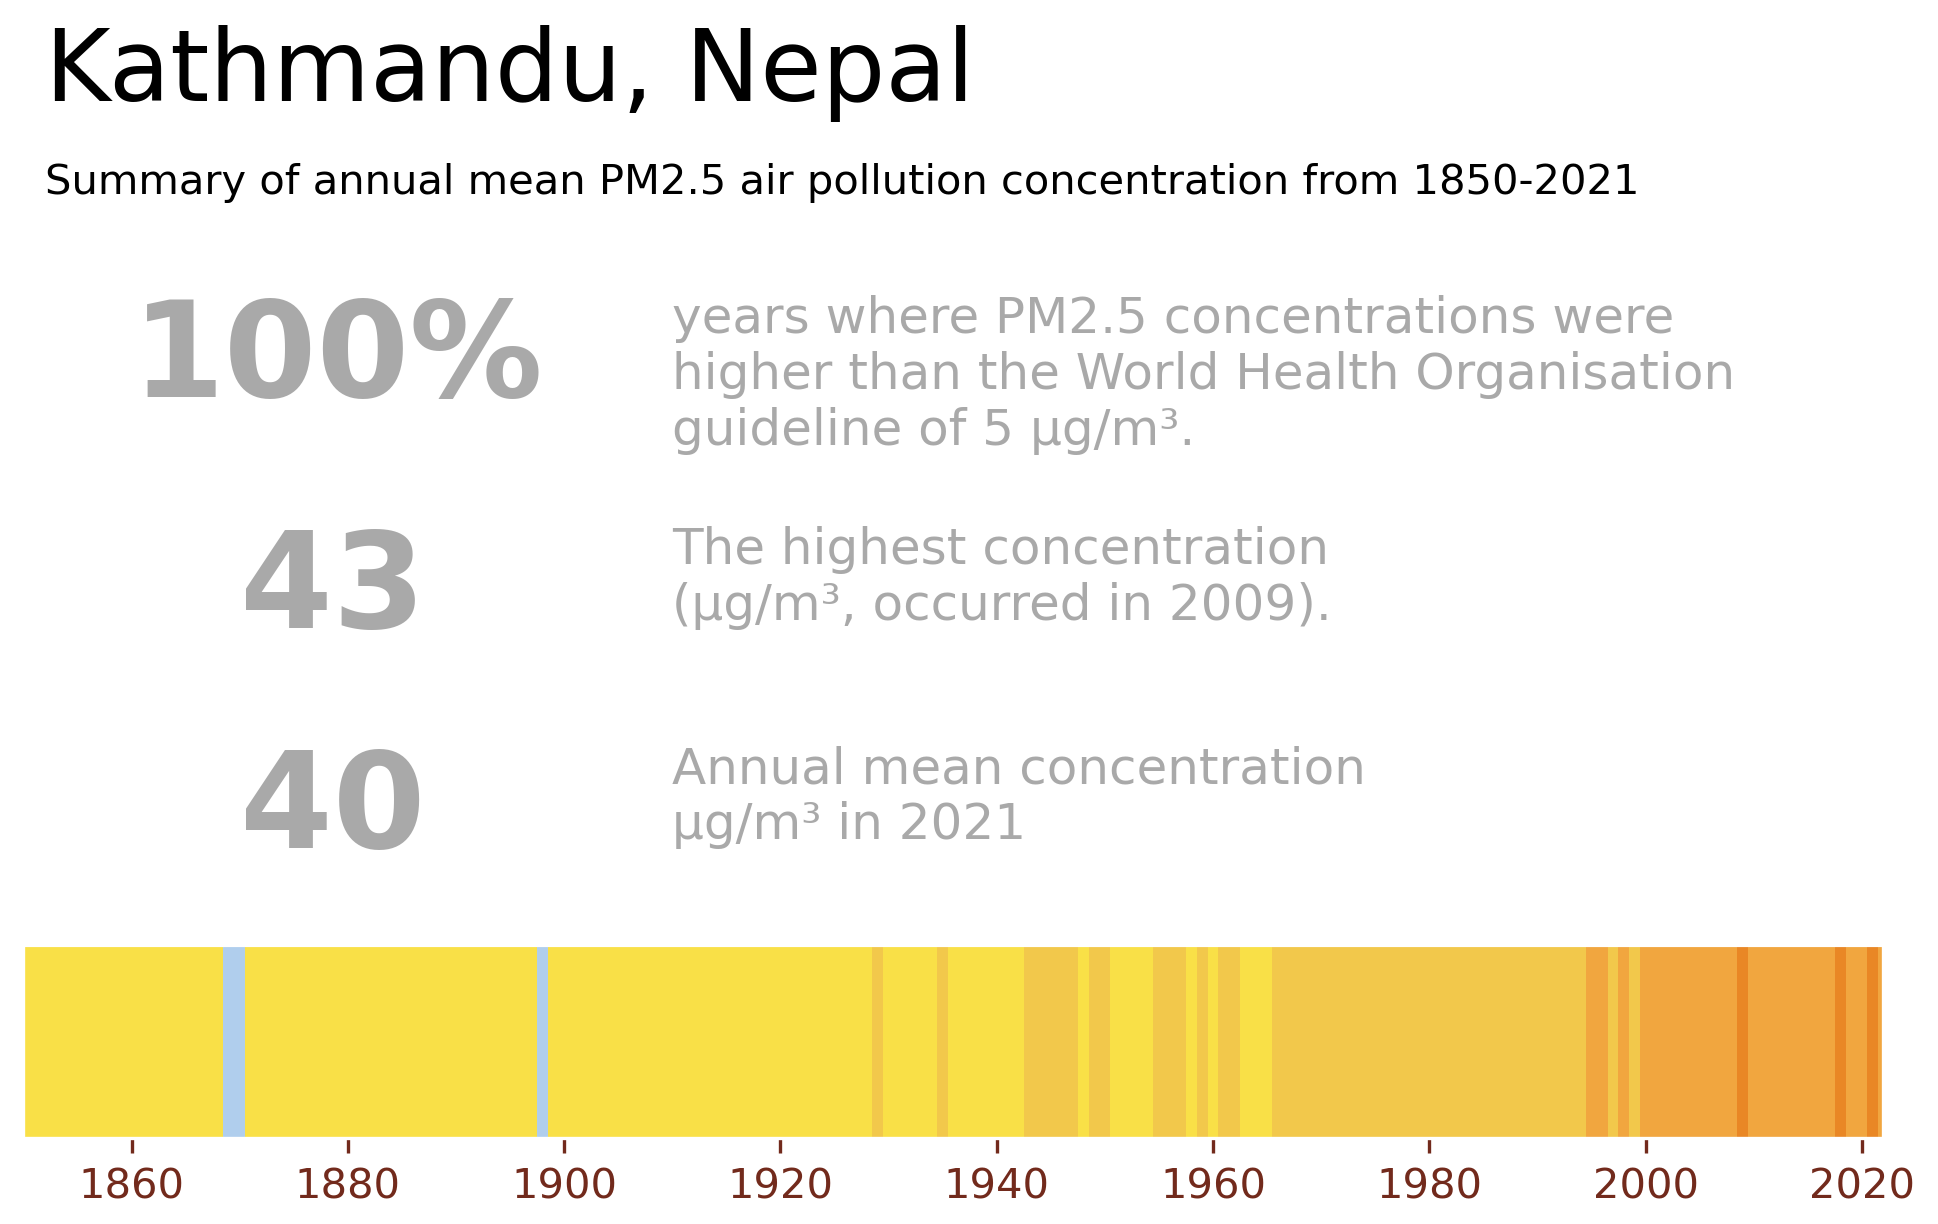 Kathmandu, Nepal
Summary of annual mean PM2.5 air pollution concentration from 1850-2021
100%
years where PM2.5 concentrations were
higher than the World Health Organisation
guideline of 5 μg/m³.
43
The highest concentration
(μg/m³, occurred in 2009).
40
Annual mean concentration
μg/m³ in 2021
1860 1880 1900 1920 1940 1960 1980 2000 2020